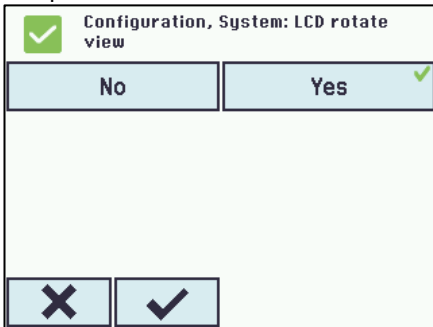 Configuration, System: LCD rotate
view
No
Yes